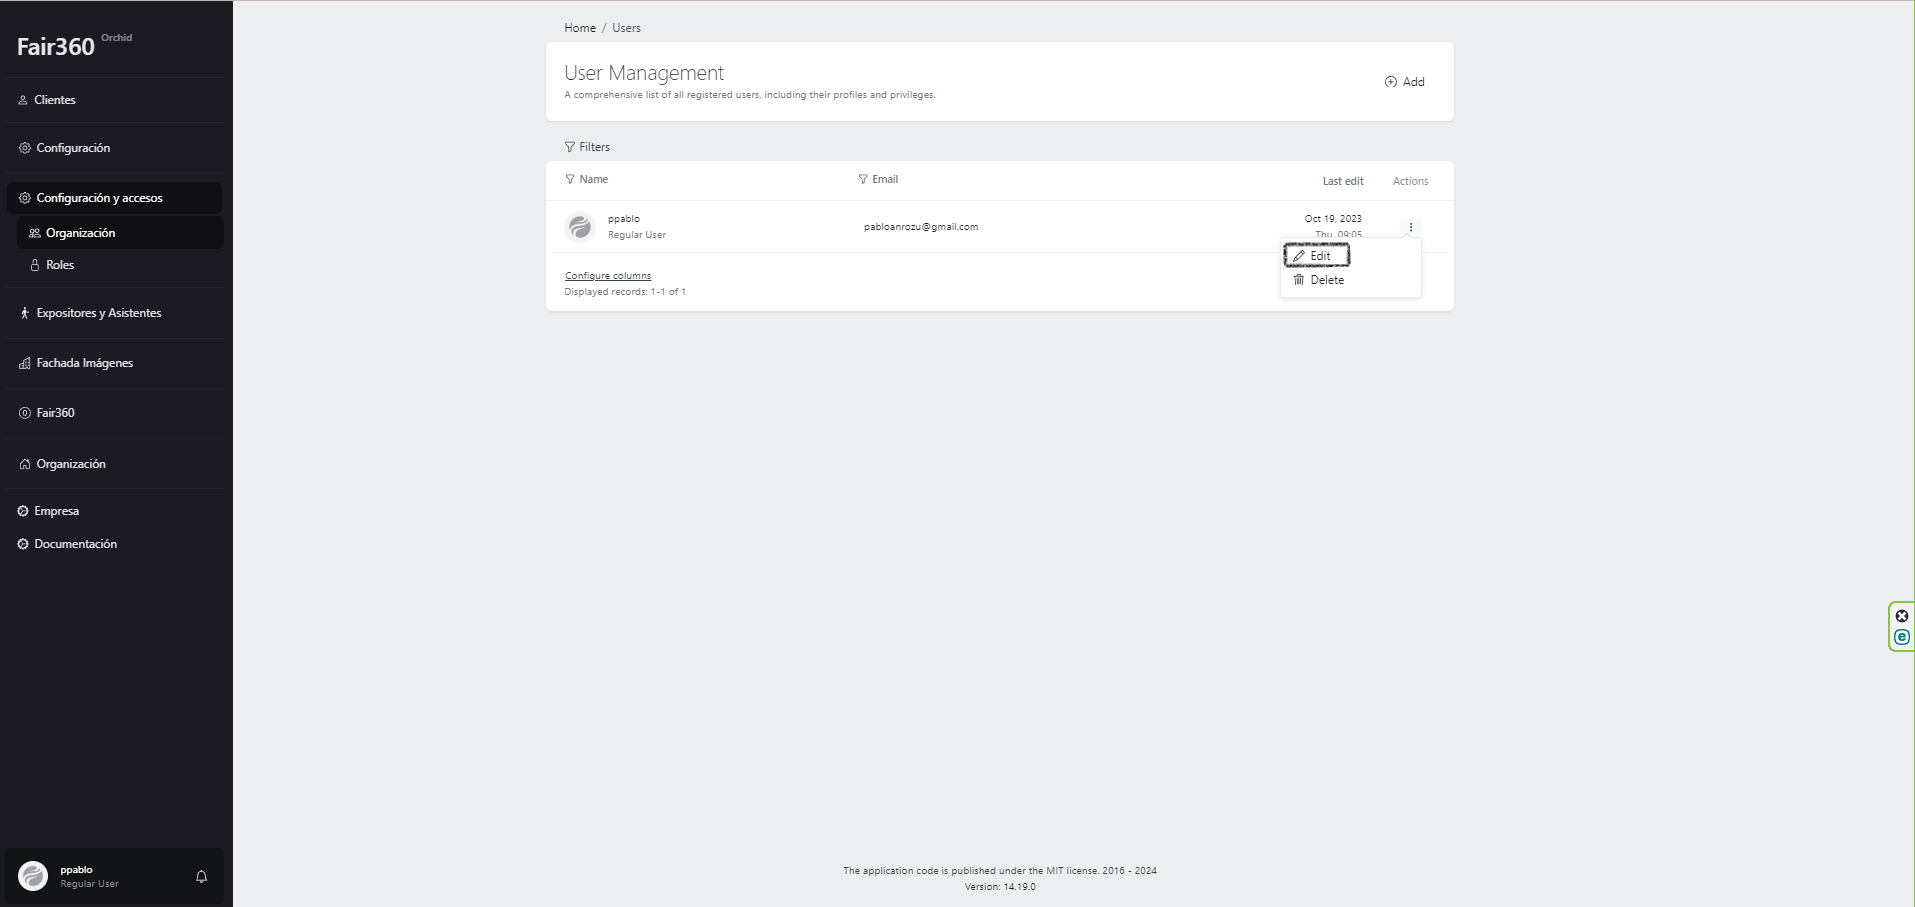 Fair360 Orchid
Clientes
Configuración
Configuración y accesos
Organización
Roles
Expositores y Asistentes
Fachada Imágenes
Fair360
Organización
Empresa
Documentación
ppablo
Regular User
Home / Users
User Management
A comprehensive list of all registered users, including their profiles and privileges.
Add
Filters
Name Email Last edit Actions
ppablo
Regular User
pabloanrozu@gmail.com
Oct 19, 2023
Thu, 09:05
Edit
Delete
Configure columns
Displayed records: 1-1 of 1
The application code is published under the MIT license. 2016 - 2024
Version: 14.19.0